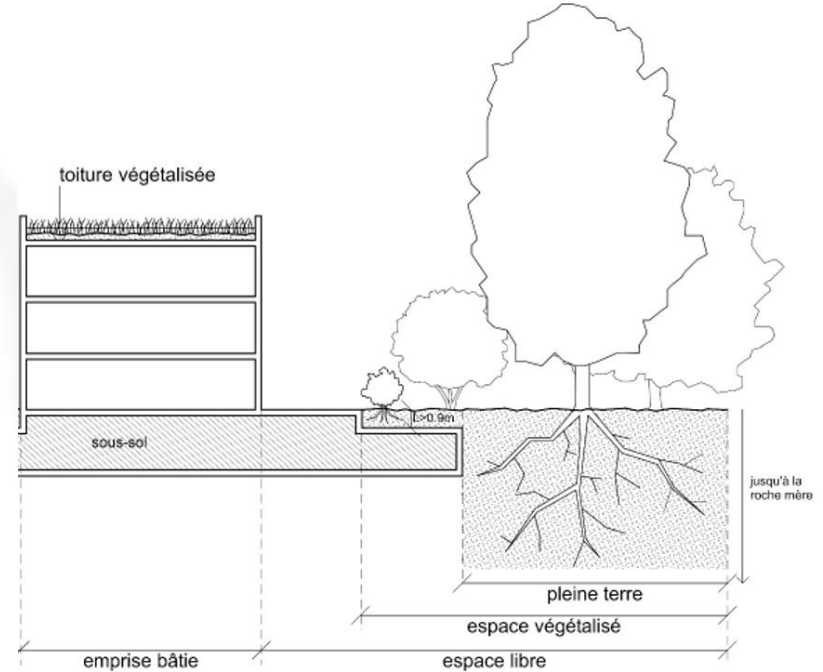 toiture végétalisée
>0.9m
sous-sol
jusqu'à la
roche mère
pleine terre
espace végétalisé
emprise bâtie
espace libre